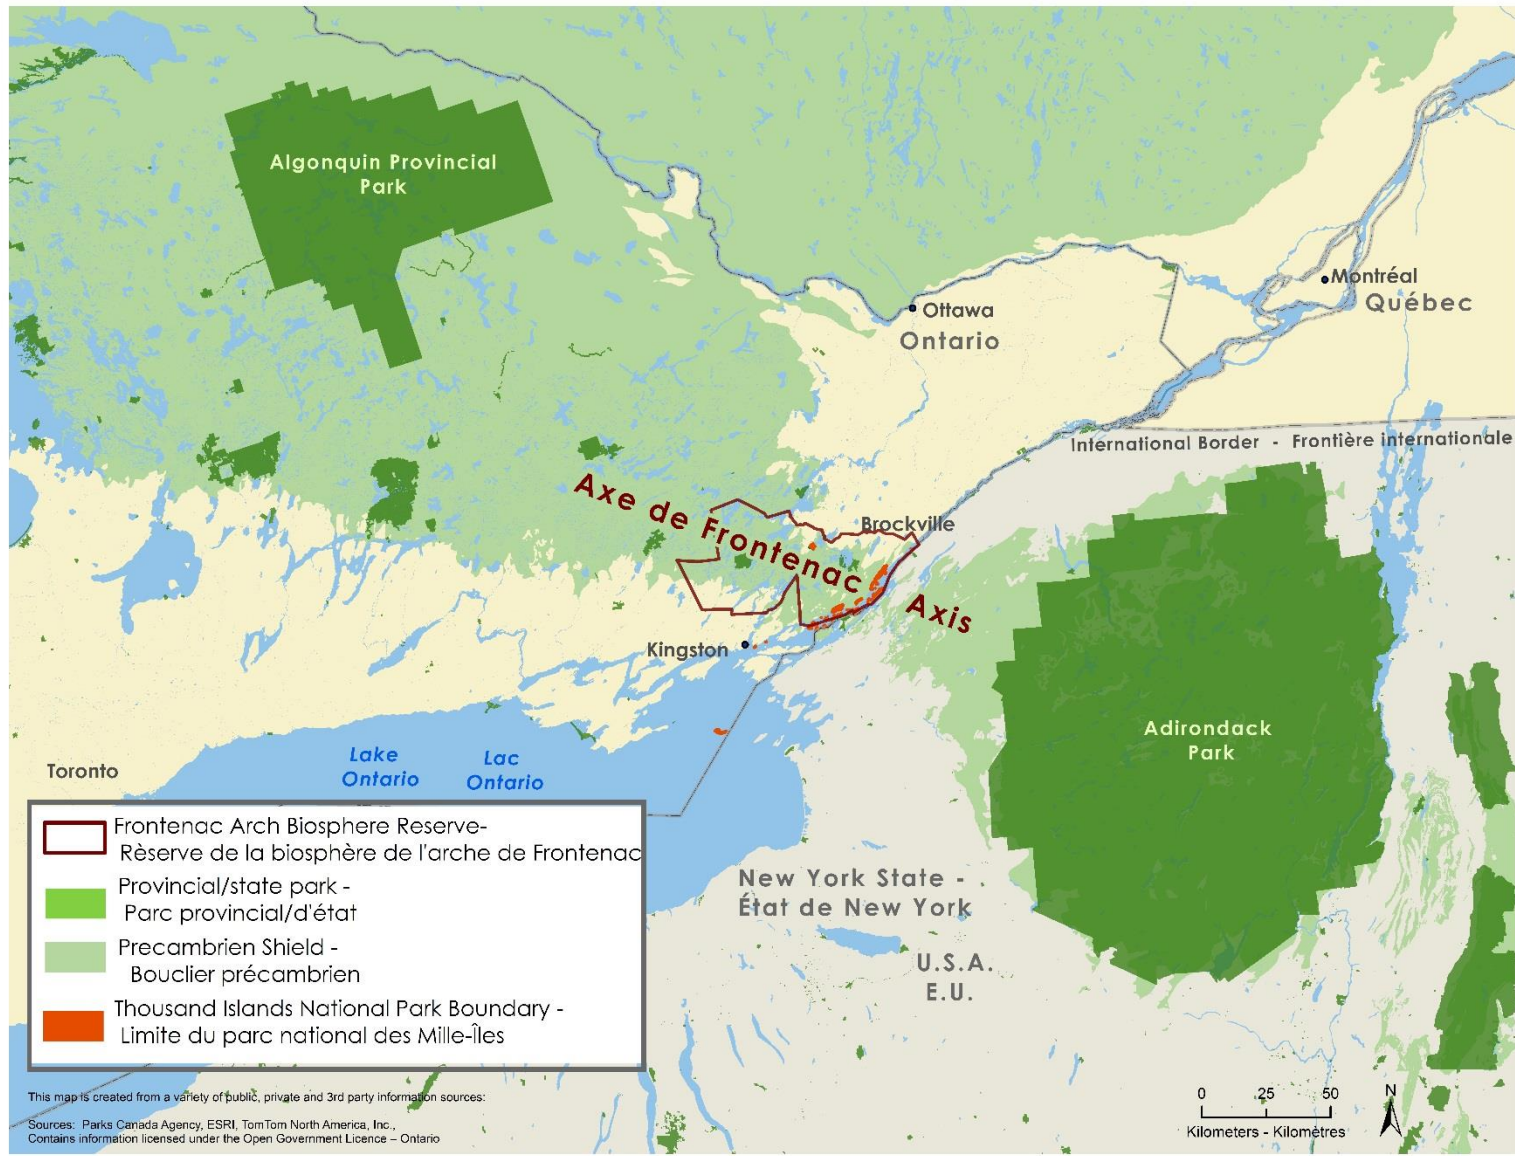 Algonquin Provincial
Park
Montréal
Québec
Ottawa
Ontario
International Border - Frontière internationale
Axe de Frontenac Axis
Brockville
Kingston
Adirondack
Park
Lake
Ontario
Lac
Ontario
Toronto
Frontenac Arch Biosphere Reserve-
Rèserve de la biosphère de l'arche de Frontenac
Provincial/state park -
Parc provincial/d'état
Precambrien Shield -
Bouclier précambrien
Thousand Islands National Park Boundary -
Limite du parc national des Mille-Îles
New York State -
État de New York
U.S.A.
E.U.
This map is created from a variety of public, private and 3rd party information sources:
Sources: Parks Canada Agency, ESRI, TomTom North America, Inc.,
Contains information licensed under the Open Government Licence – Ontario
0 25 50
Kilometers - Kilomètres
N